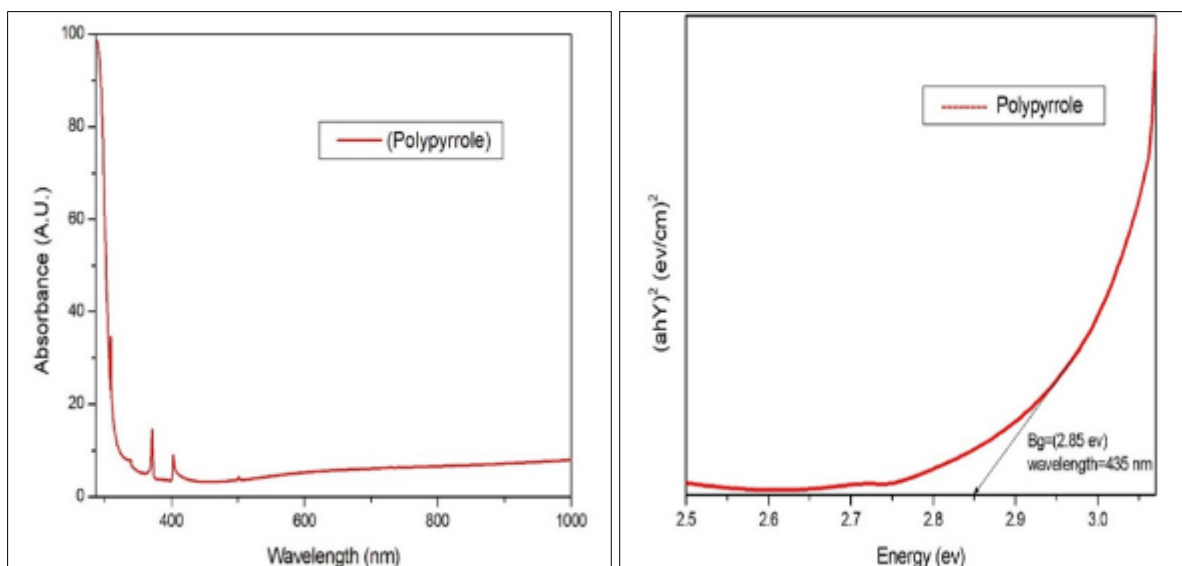 100
80
60
40
20
0
Absorbance (A.U.)
(Polypyrrole)
400
600
800
1000
Wavelength (nm)
(ahY)² (ev/cm)²
Polypyrrole
Bg=(2.85 ev)
wavelength=435 nm
2.5
2.6
2.7
2.8
2.9
3.0
Energy (ev)